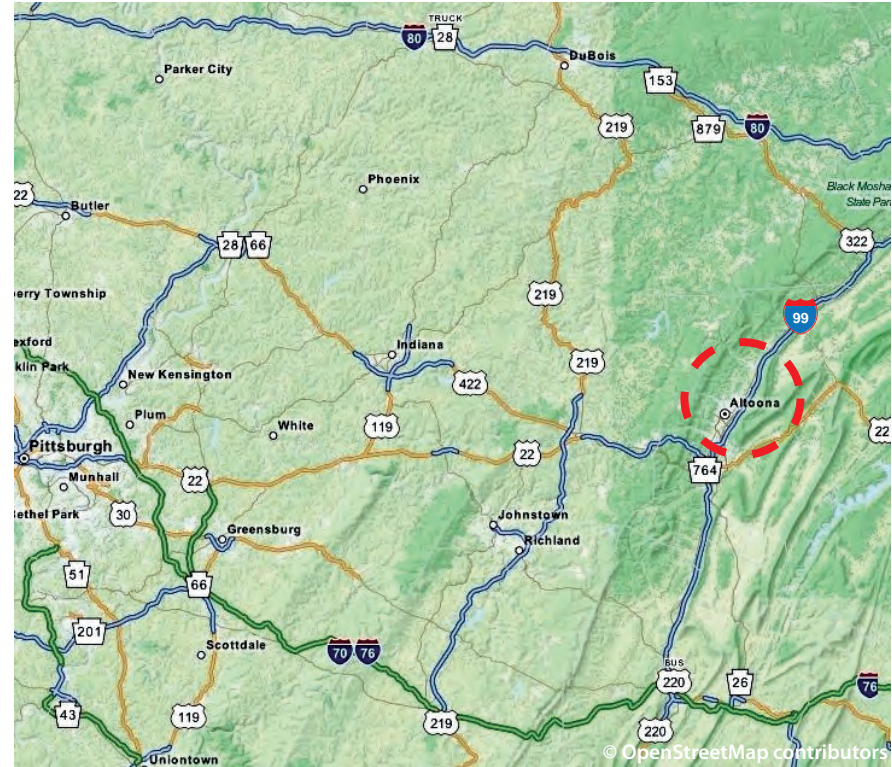 TRUCK
80
28
DuBois
Parker City
153
219
879
80
Phoenix
22
Butler
Black Mosha
State Par
28
66
322
erry Township
219
99
exford
klin Park
Indiana
219
New Kensington
422
Altoona
Plum
119
White
22
Pittsburgh
22
764
Munhall
22
30
Johnstown
ethel Park
Greensburg
Richland
51
66
201
Scottdale
70
76
BUS
220
26
76
43
119
219
220
Uniontown
© OpenStreetMap contributors